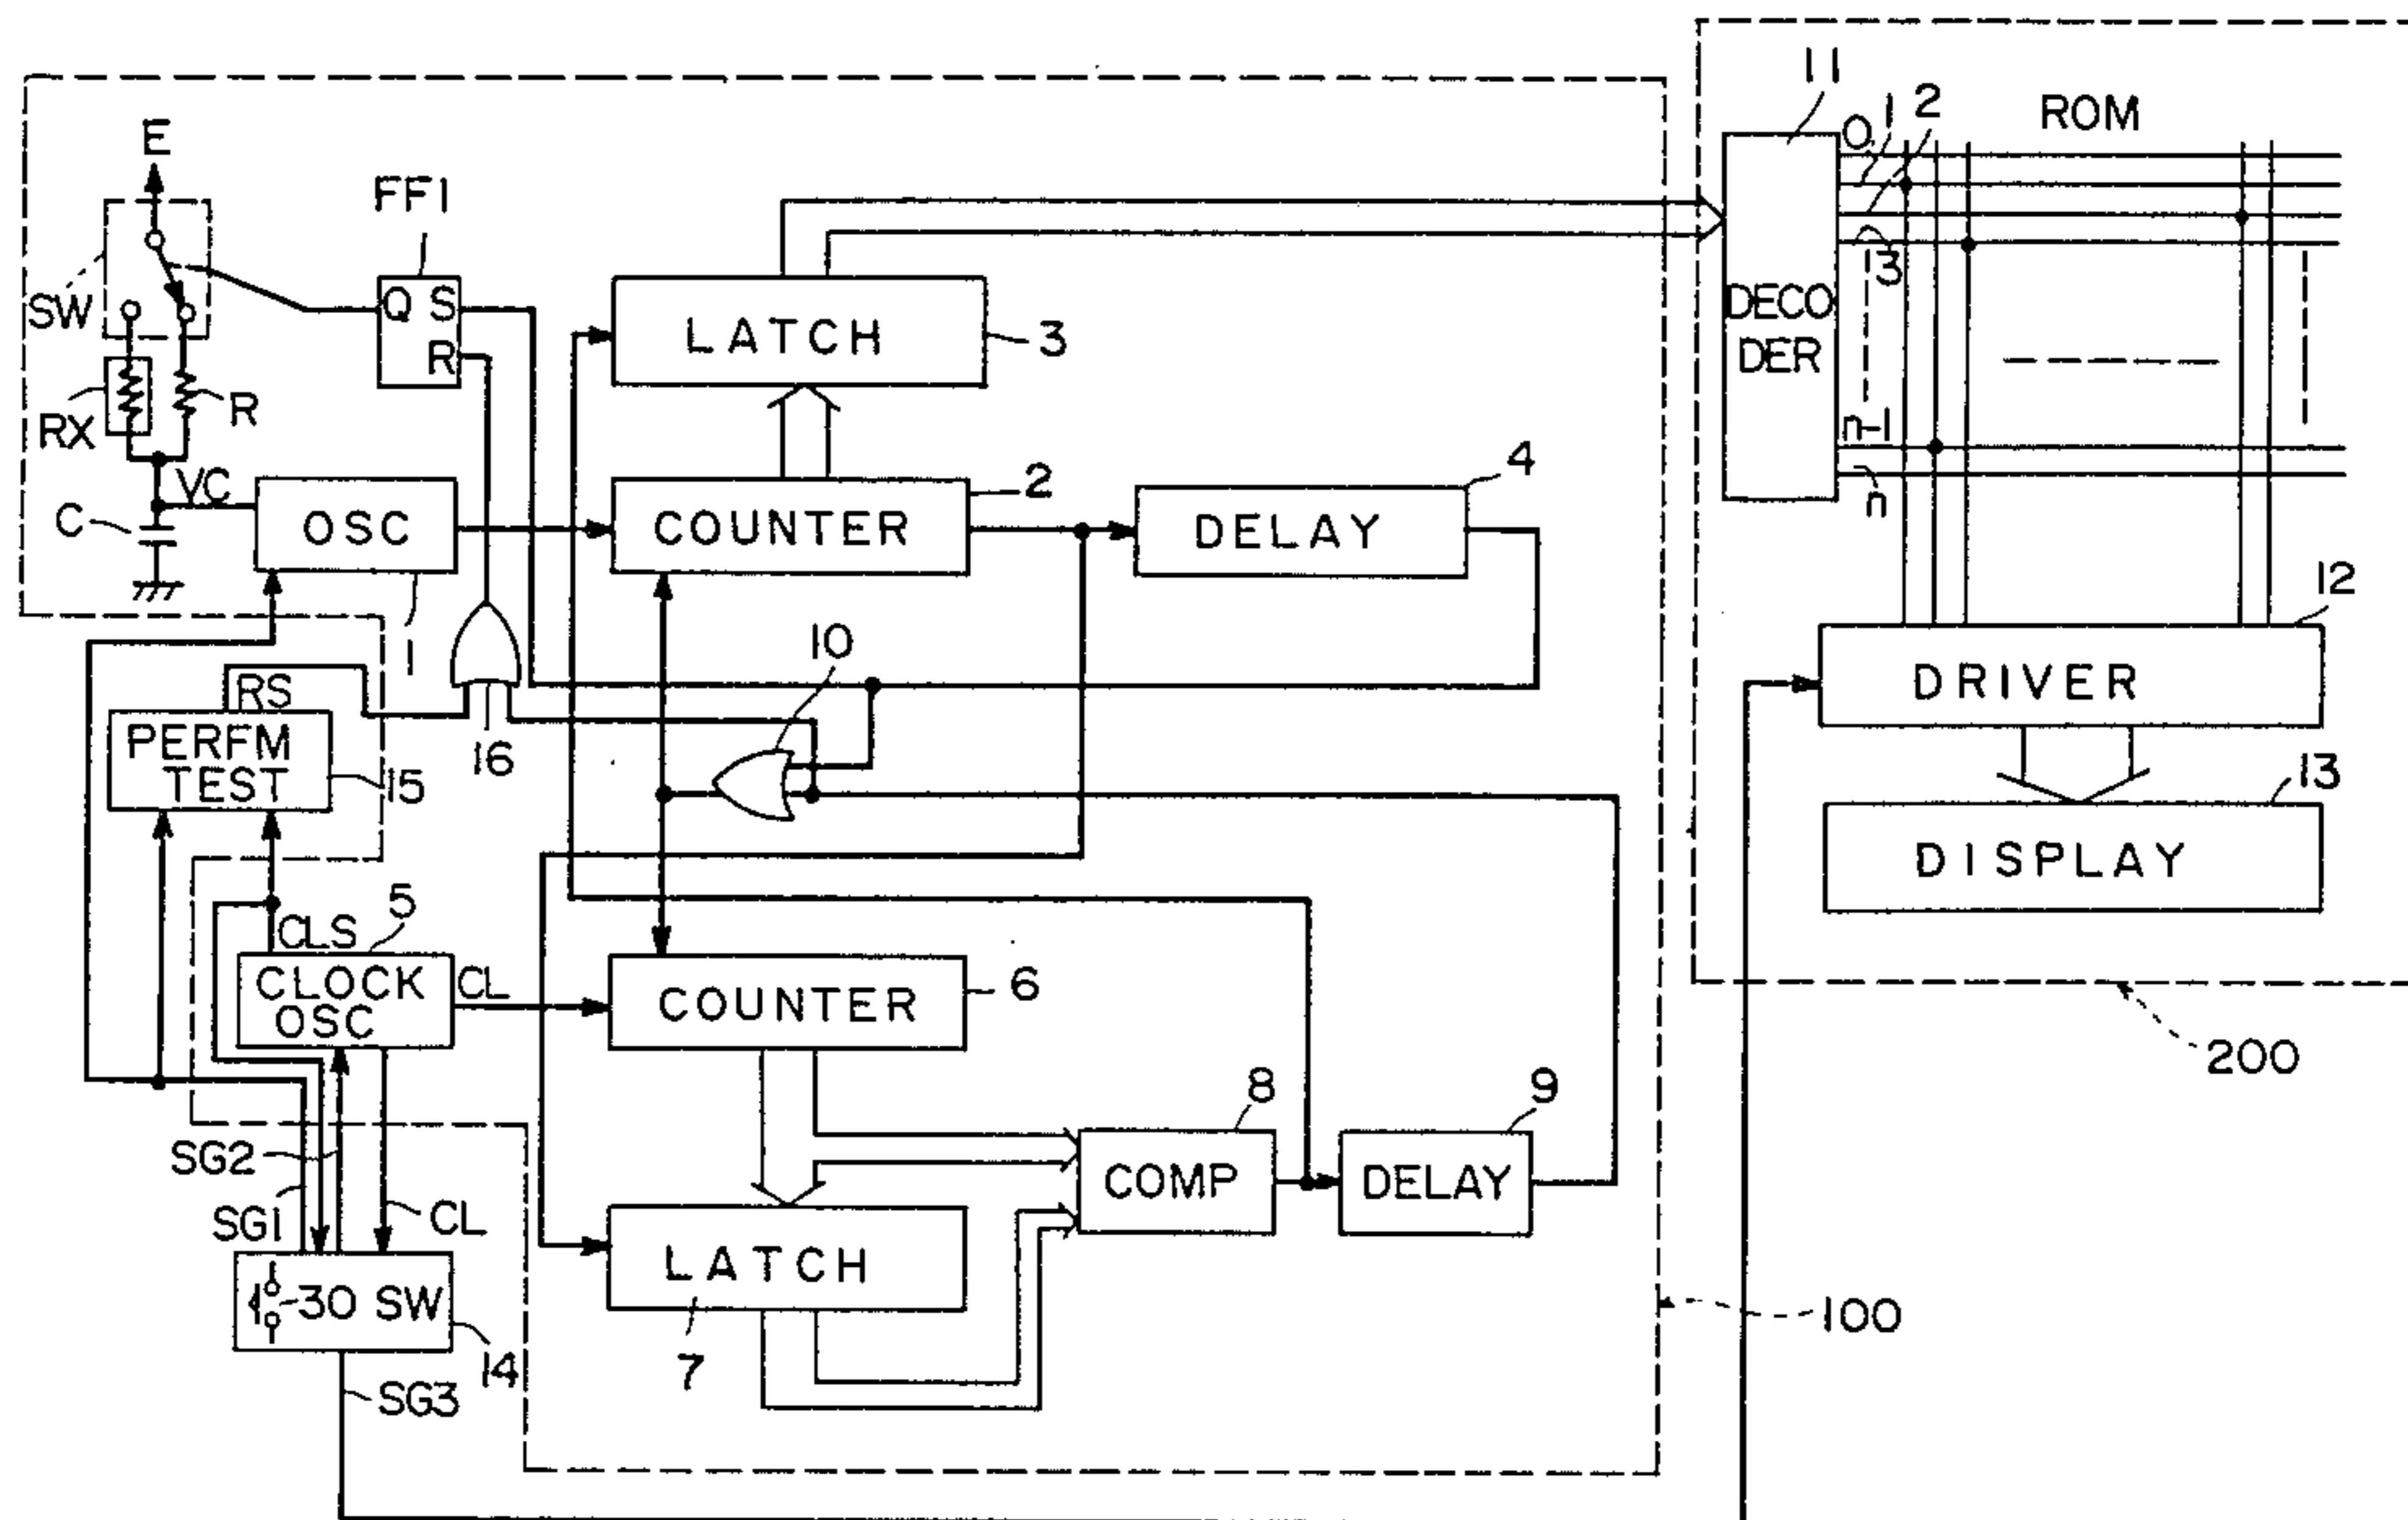 11
0
1
2
ROM
E
FF1
SW
Q S
R
LATCH
3
3
DECO
DER
RX
R
n-1
n
VC
C
OSC
COUNTER
2
DELAY
4
1
10
12
RS
DRIVER
PERFM
TEST
15
16
13
DISPLAY
CLS
5
CLOCK
OSC
CL
COUNTER
6
200
8
9
SG2
SG1
CL
COMP
DELAY
LATCH
30 SW
14
7
100
SG3